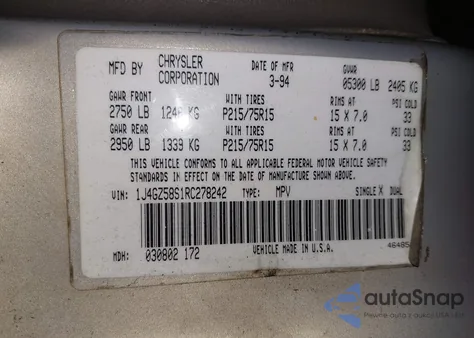 MFD BY CHRYSLER CORPORATION DATE OF MFR 3-94 GVWR 05300 LB 2405 KG
GAWR FRONT WITH TIRES RIMS AT PSI COLD
2750 LB KG P215/75R15 15 X 7.0 33
GAWR REAR WITH TIRES RIMS AT PSI COLD
2950 LB 1339 KG P215/75R15 15 X 7.0 33
THIS VEHICLE CONFORMS TO ALL APPLICABLE FEDERAL MOTOR VEHICLE SAFETY
STANDARDS IN EFFECT ON THE DATE OF MANUFACTURE SHOWN ABOVE
VIN: 1J4GZ58S1RC278242 TYPE: MPV SINGLE X DUAL
MDH: 030802 172 VEHICLE MADE IN U.S.A.
autoSnap